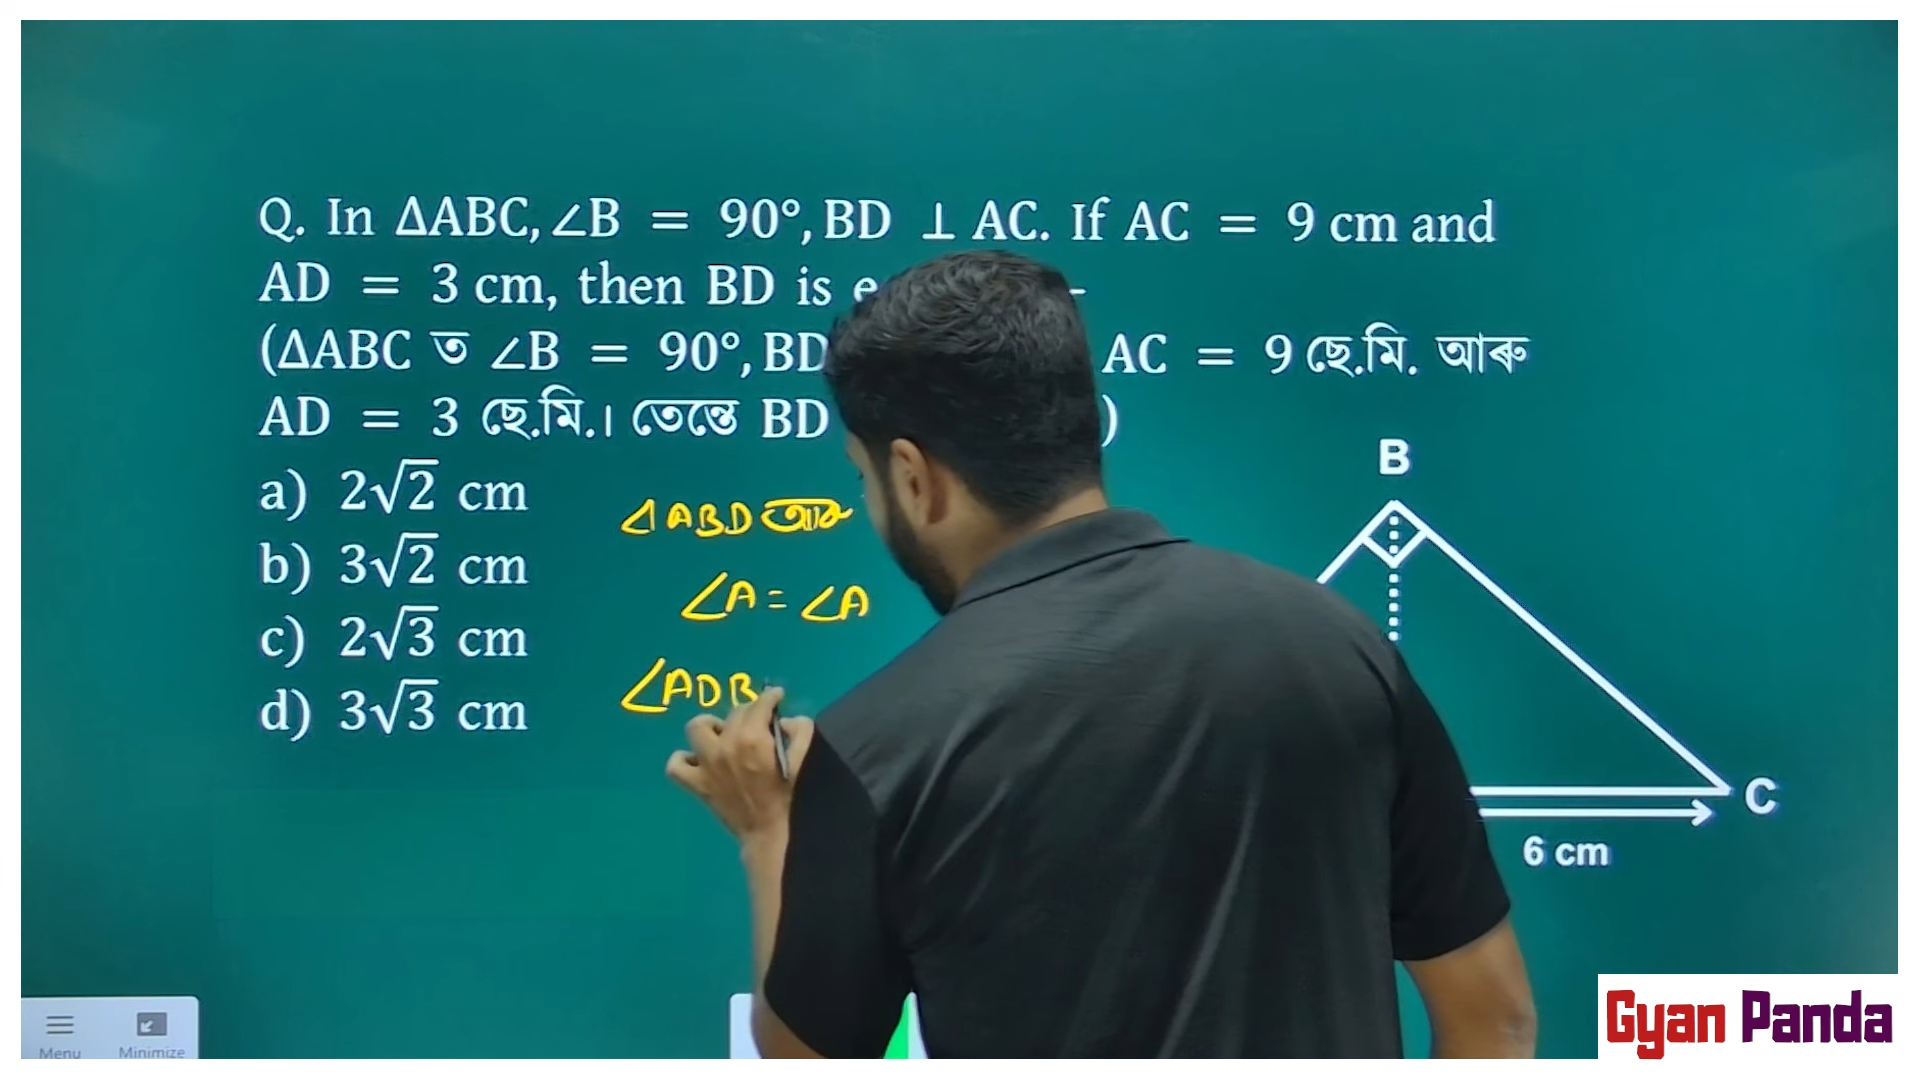 Q. In ΔABC, ∠B = 90°, BD ⊥ AC. If AC = 9 cm and
AD = 3 cm, then BD is
(ΔABC ত ∠B = 90°, BD AC = 9 ছে.মি. আৰু
AD = 3 ছে.মি.। তেন্তে BD )
a) 2√2 cm
b) 3√2 cm
c) 2√3 cm
d) 3√3 cm
ΔABD আৰু
∠A = ∠A
∠ADB
B
C
6 cm
Menu
Minimize
Gyan Panda